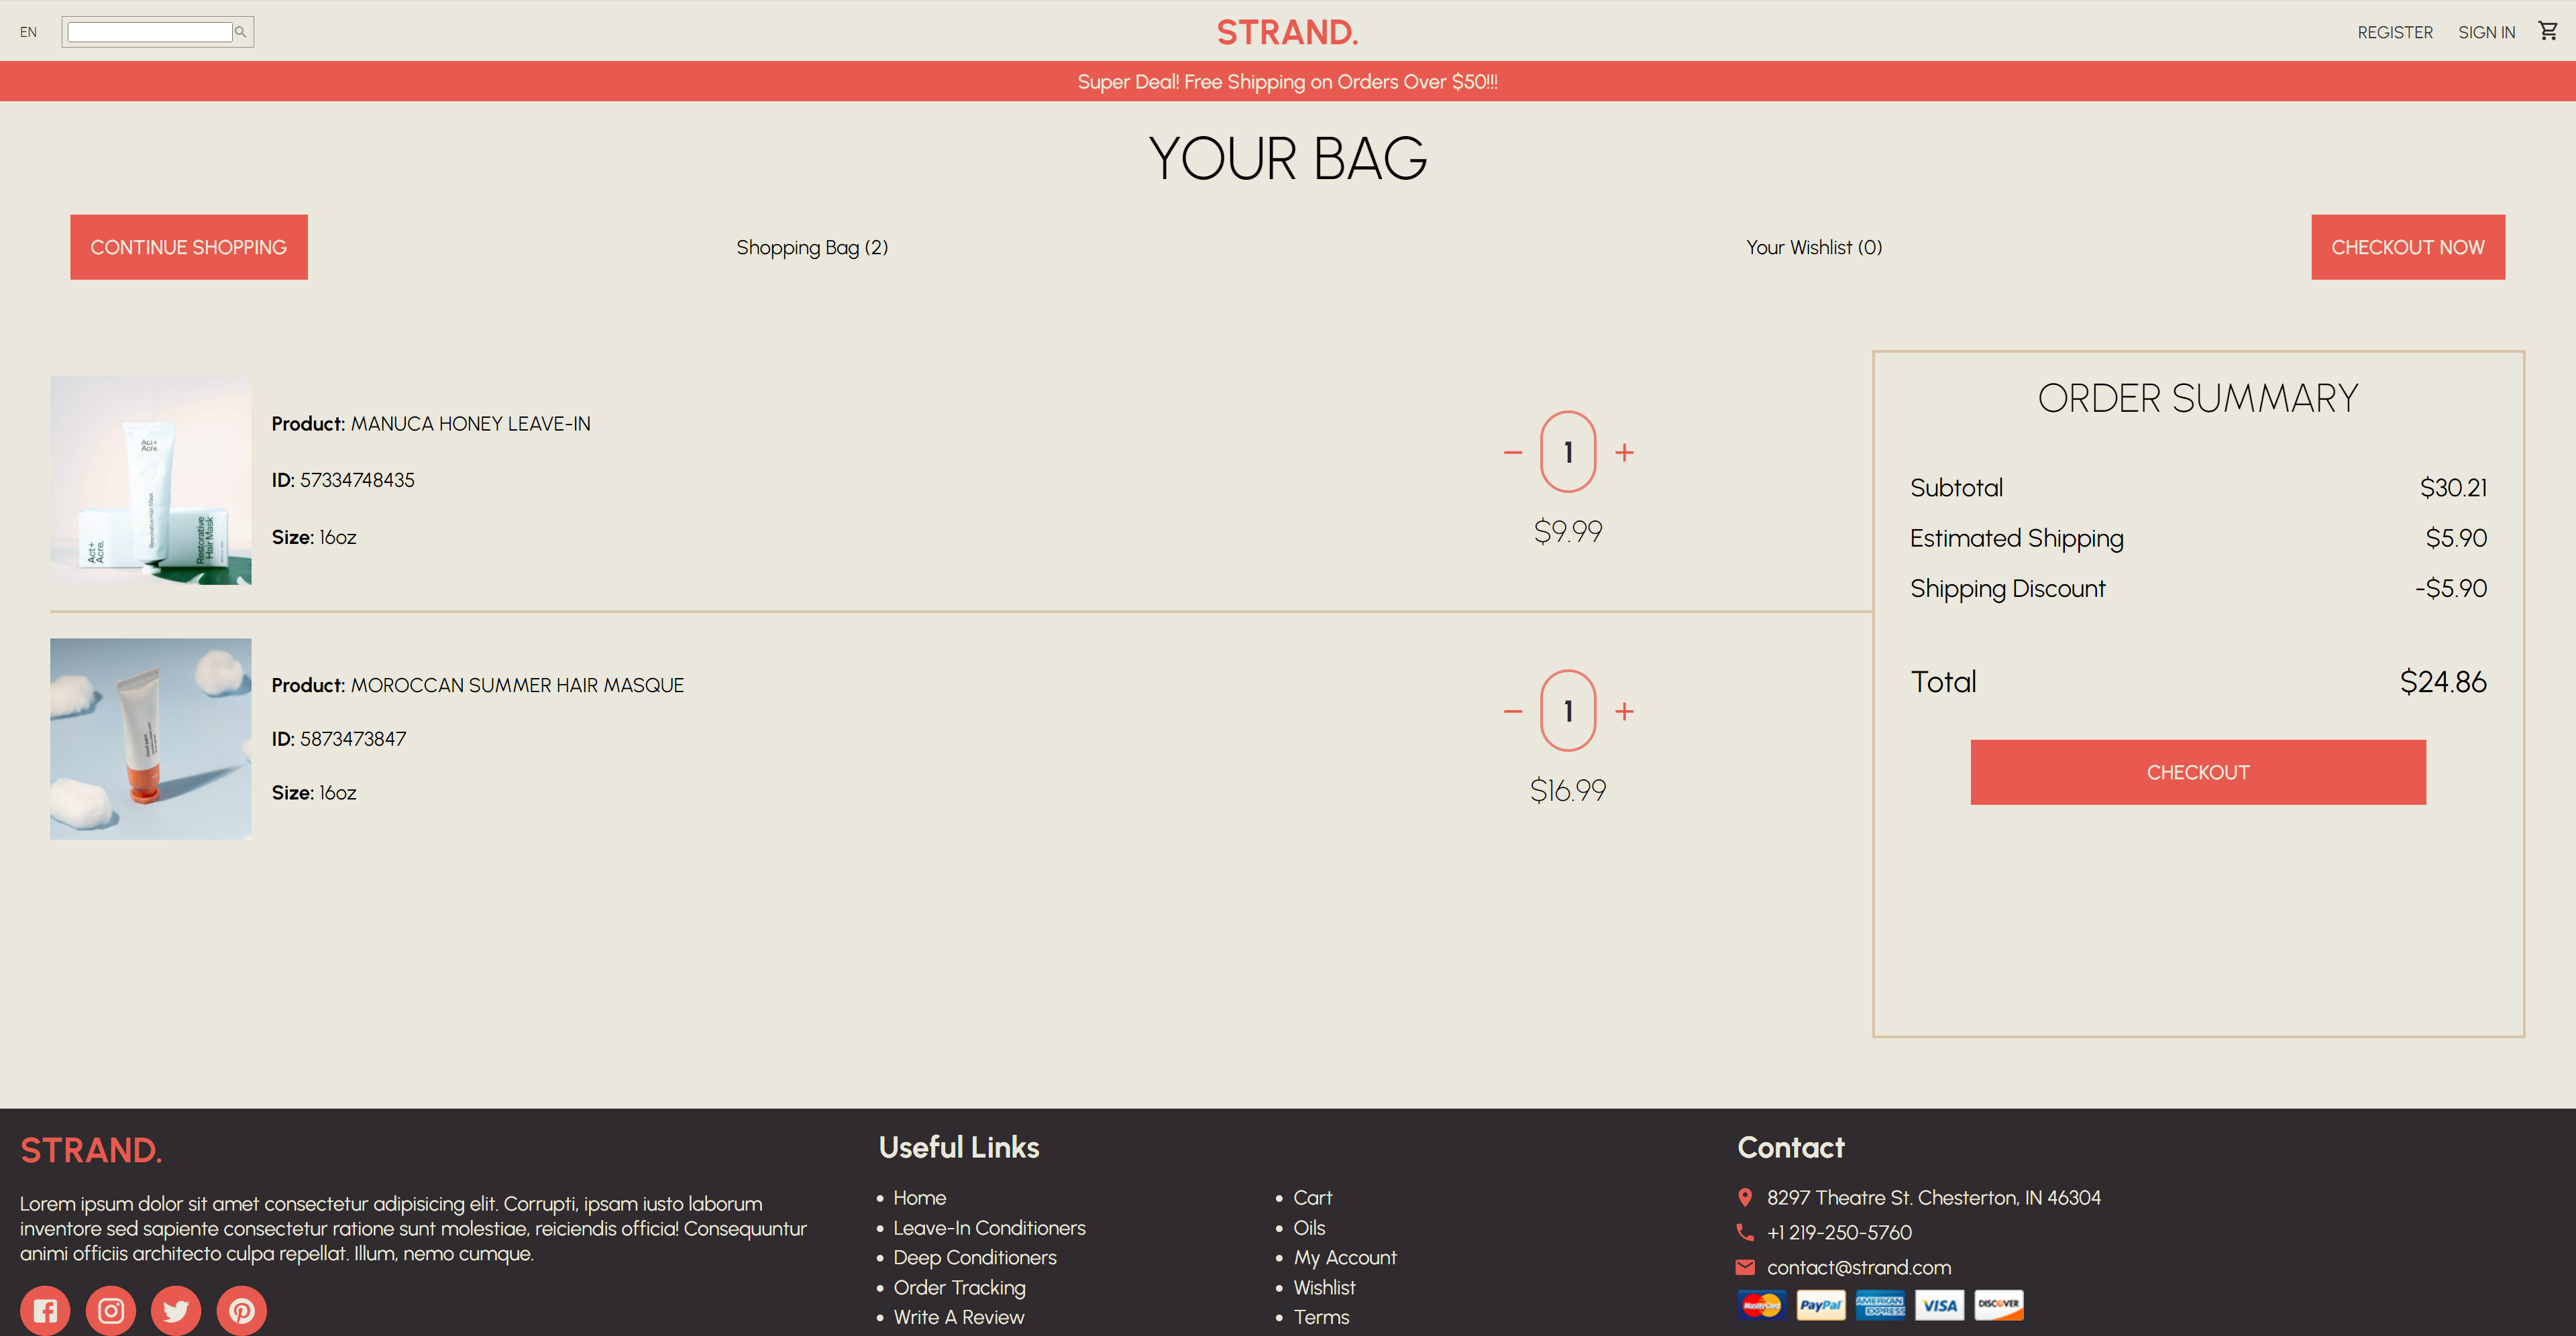 EN
STRAND.
REGISTER
SIGN IN
Super Deal! Free Shipping on Orders Over $50!!!
YOUR BAG
CONTINUE SHOPPING
Shopping Bag (2)
Your Wishlist (0)
CHECKOUT NOW
Act+
Acre.
Restorative Hair Mask
Act+
Acre.
Restorative
Hair Mask
Product: MANUCA HONEY LEAVE-IN
ID: 57334748435
Size: 16oz
− 1 +
$9.99
Product: MOROCCAN SUMMER HAIR MASQUE
ID: 5873473847
Size: 16oz
− 1 +
$16.99
ORDER SUMMARY
Subtotal $30.21
Estimated Shipping $5.90
Shipping Discount -$5.90
Total $24.86
CHECKOUT
STRAND.
Lorem ipsum dolor sit amet consectetur adipisicing elit. Corrupti, ipsam iusto laborum
inventore sed sapiente consectetur ratione sunt molestiae, reiciendis officia! Consequuntur
animi officiis architecto culpa repellat. Illum, nemo cumque.
Useful Links
Home
Leave-In Conditioners
Deep Conditioners
Order Tracking
Write A Review
Cart
Oils
My Account
Wishlist
Terms
Contact
8297 Theatre St. Chesterton, IN 46304
+1 219-250-5760
contact@strand.com
MasterCard
PayPal
AMERICAN EXPRESS
VISA
DISCOVER